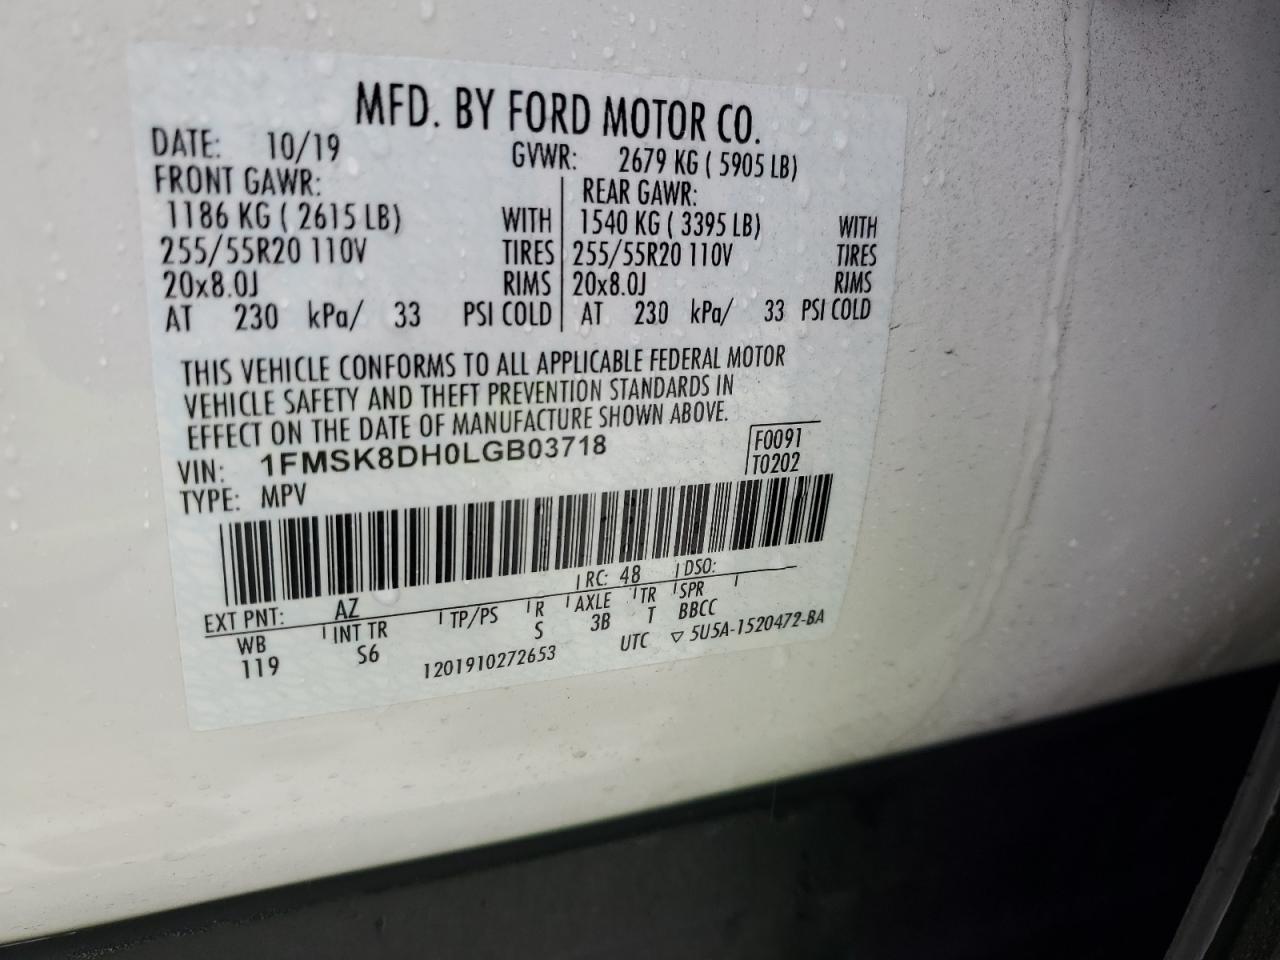 MFD. BY FORD MOTOR CO.
DATE: 10/19 GVWR: 2679 KG ( 5905 LB)
FRONT GAWR: REAR GAWR:
1186 KG ( 2615 LB) WITH 1540 KG ( 3395 LB) WITH
255/55R20 110V TIRES 255/55R20 110V TIRES
20x8.0J RIMS 20x8.0J RIMS
AT 230 kPa/ 33 PSI COLD AT 230 kPa/ 33 PSI COLD
THIS VEHICLE CONFORMS TO ALL APPLICABLE FEDERAL MOTOR
VEHICLE SAFETY AND THEFT PREVENTION STANDARDS IN
EFFECT ON THE DATE OF MANUFACTURE SHOWN ABOVE.
VIN: 1FMSK8DH0LGB03718 F0091
TYPE: MPV T0202
EXT PNT: AZ RC: 48 DSO:
WB INT TR TP/PS R AXLE TR SPR
119 S6 S 3B T BBCC
1201910272653 UTC ▽ 5U5A-1520472-BA